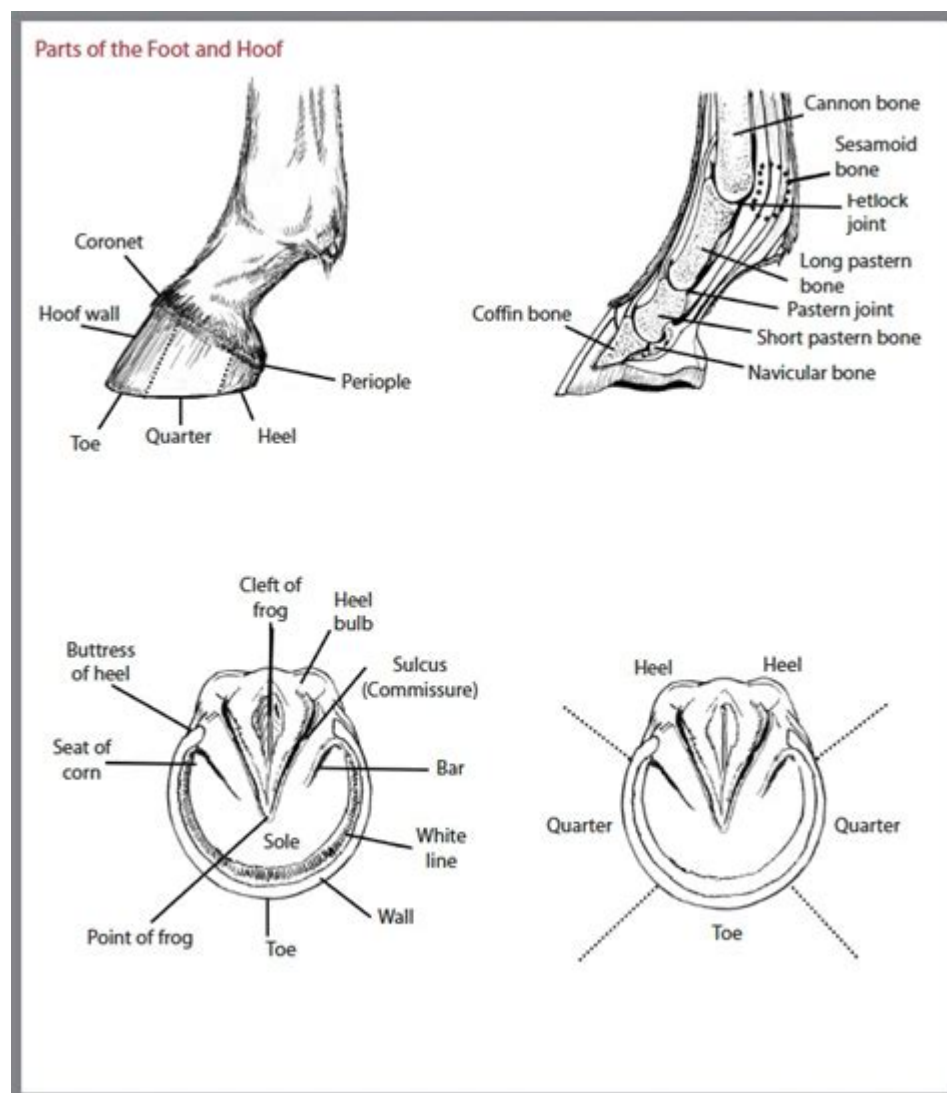 Parts of the Foot and Hoof
Coronet
Hoof wall
Periople
Toe
Quarter
Heel
Cannon bone
Sesamoid
bone
Fetlock
joint
Long pastern
bone
Pastern joint
Short pastern bone
Coffin bone
Navicular bone
Cleft of
frog
Heel
bulb
Buttress
of heel
Sulcus
(Commissure)
Seat of
corn
Bar
Sole
White
line
Wall
Point of frog
Toe
Heel
Heel
Quarter
Quarter
Toe